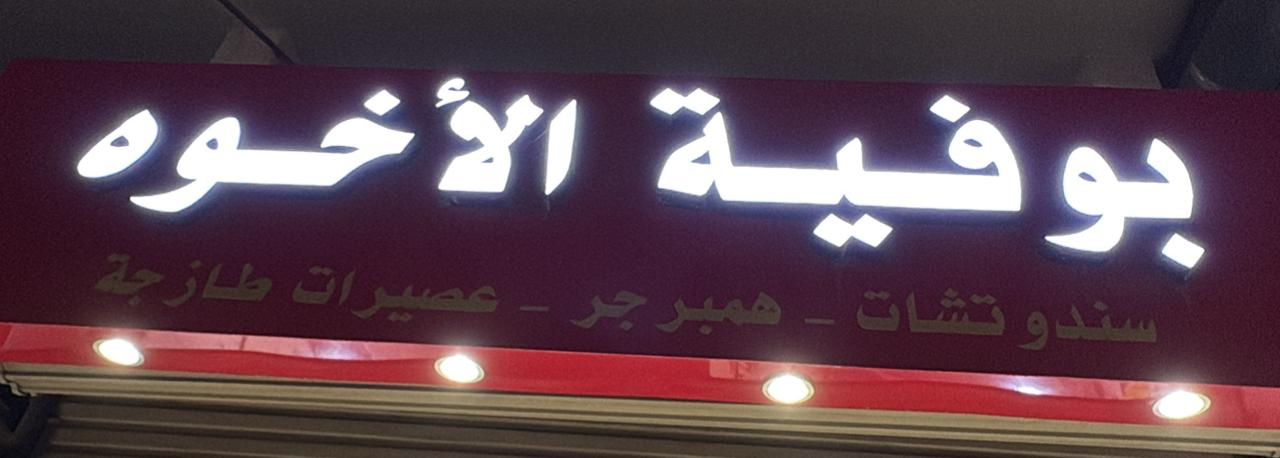 بوفية الأخوه
سندوتشات - همبرجر - عصيرات طازجة